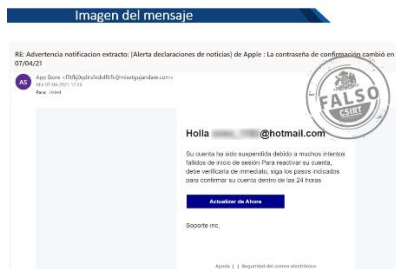 Imagen del mensaje
RE: Advertencia notificacion extracto: [Alerta declaraciones de noticias] de Apple : La contraseña de confirmación cambió en
07/04/21
AS
App Store
Para: Usted
FALSO
CSIRT
Holla @hotmail.com
Su cuenta ha sido suspendida debido a muchos intentos
fallidos de inicio de sesión Para reactivar su cuenta,
debe verificarla de inmediato, siga los pasos indicados
para confirmar su cuenta dentro de las 24 horas
Actualizer de Ahora
Soporte inc.
Apple | | Seguridad del correo electrónico